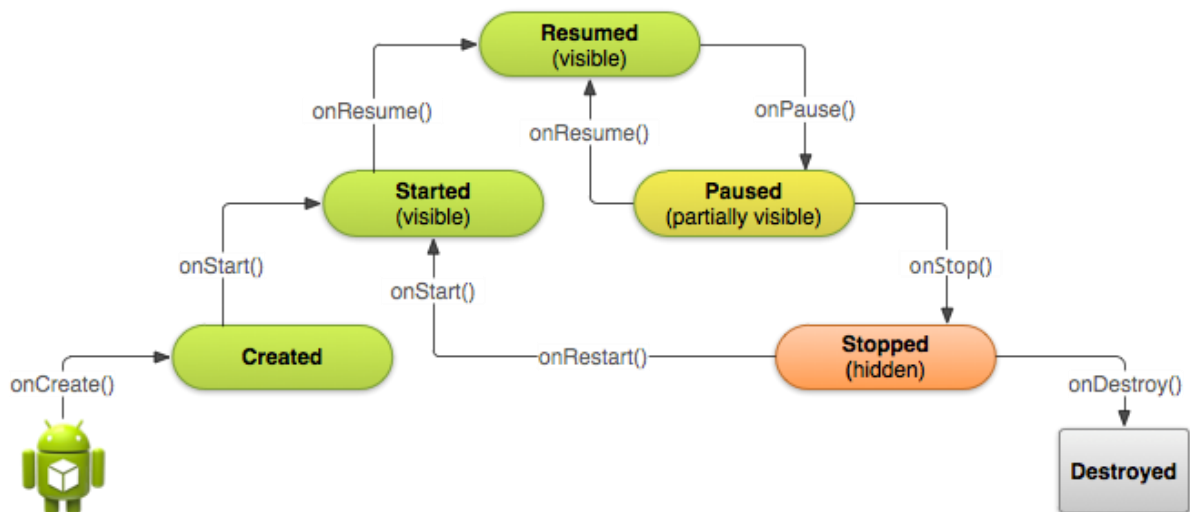 Resumed
(visible)
onResume()
onResume()
onPause()
Started
(visible)
Paused
(partially visible)
onStart()
onStart()
onStop()
Created
onRestart()
Stopped
(hidden)
onCreate()
onDestroy()
Destroyed